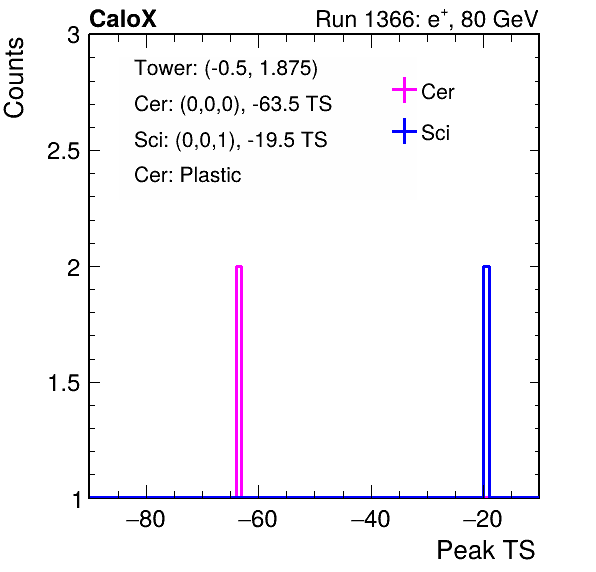 CaloX Run 1366: e⁺, 80 GeV
Counts
3
2.5
2
1.5
1
Tower: (-0.5, 1.875)
Cer: (0,0,0), -63.5 TS
Sci: (0,0,1), -19.5 TS
Cer: Plastic
Cer
Sci
−80 −60 −40 −20
Peak TS